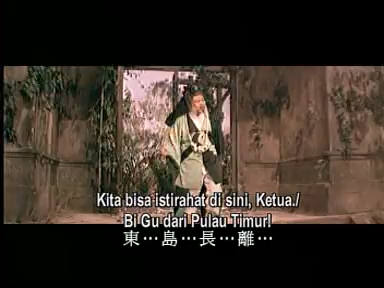 Kita bisa istirahat di sini, Ketua./
Bi Gu dari Pulau Timur!
東…島…長…離…